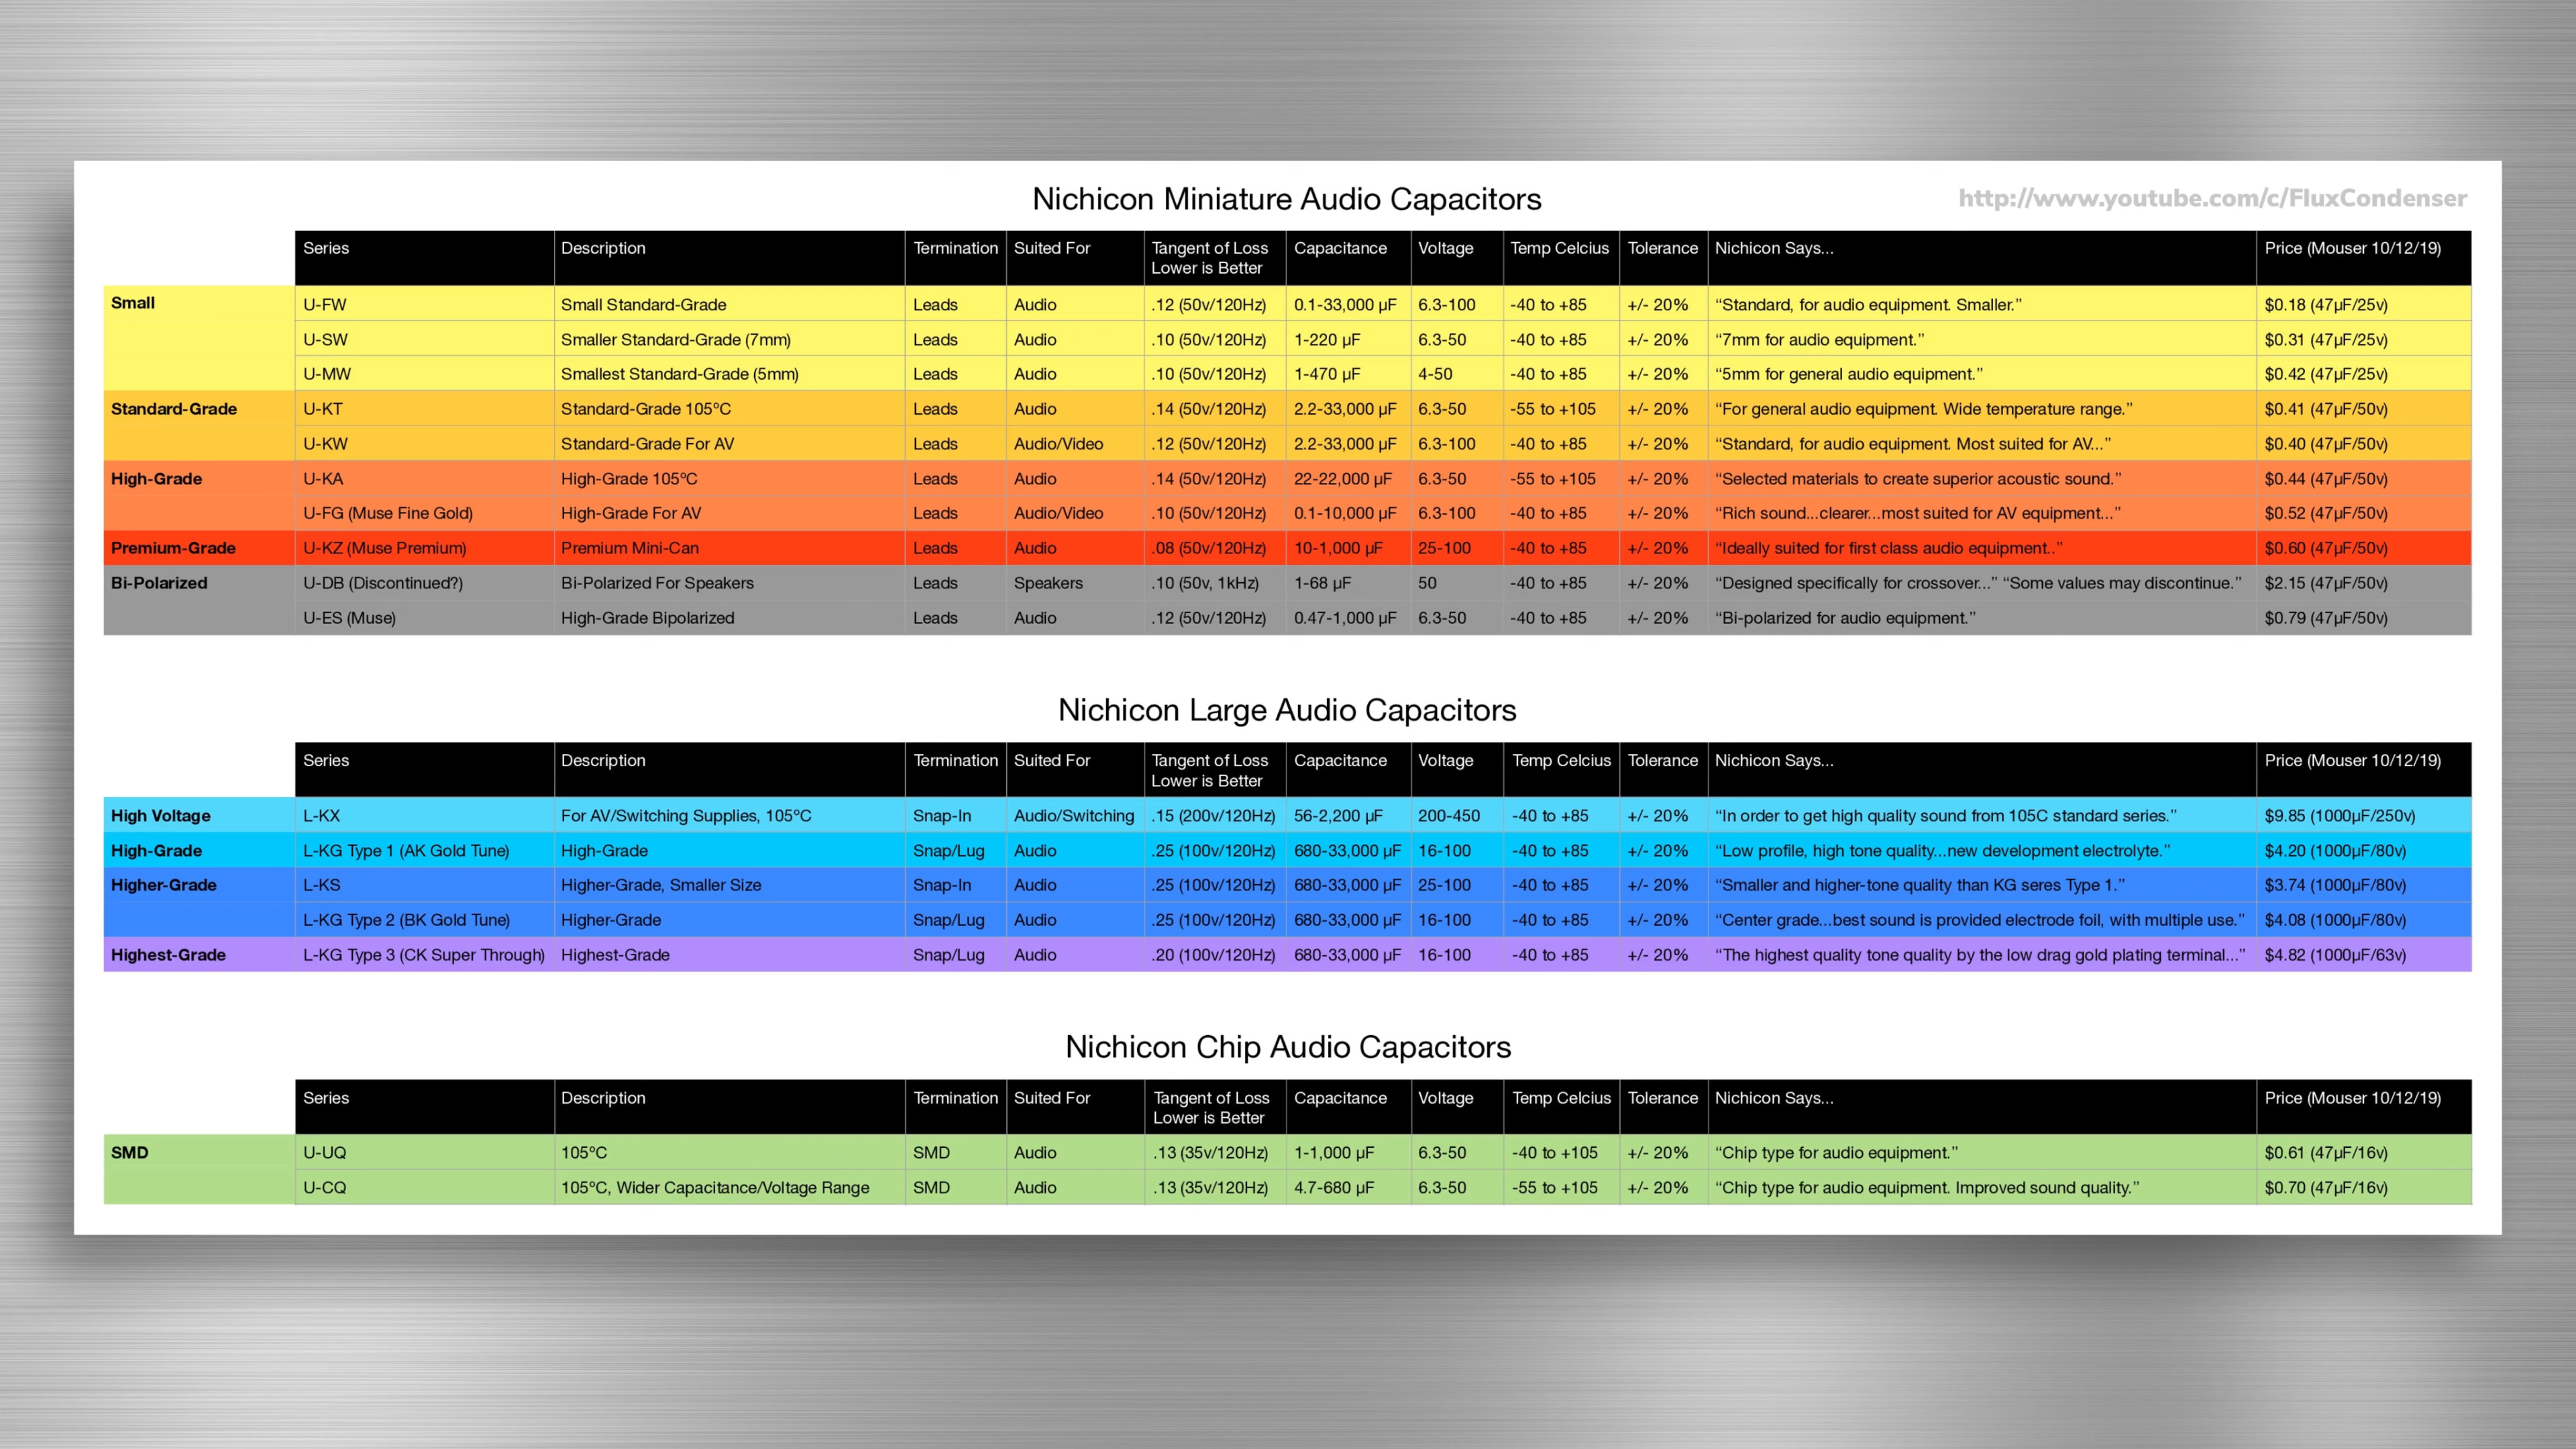 Nichicon Miniature Audio Capacitors
http://www.youtube.com/c/FluxCondenser
Series Description Termination Suited For Tangent of Loss Lower is Better Capacitance Voltage Temp Celcius Tolerance Nichicon Says... Price (Mouser 10/12/19)
Small U-FW Small Standard-Grade Leads Audio .12 (50v/120Hz) 0.1-33,000 µF 6.3-100 -40 to +85 +/- 20% “Standard, for audio equipment. Smaller.” $0.18 (47µF/25v)
U-SW Smaller Standard-Grade (7mm) Leads Audio .10 (50v/120Hz) 1-220 µF 6.3-50 -40 to +85 +/- 20% “7mm for audio equipment.” $0.31 (47µF/25v)
U-MW Smallest Standard-Grade (5mm) Leads Audio .10 (50v/120Hz) 1-470 µF 4-50 -40 to +85 +/- 20% “5mm for general audio equipment.” $0.42 (47µF/25v)
Standard-Grade U-KT Standard-Grade 105ºC Leads Audio .14 (50v/120Hz) 2.2-33,000 µF 6.3-50 -55 to +105 +/- 20% “For general audio equipment. Wide temperature range.” $0.41 (47µF/50v)
U-KW Standard-Grade For AV Leads Audio/Video .12 (50v/120Hz) 2.2-33,000 µF 6.3-100 -40 to +85 +/- 20% “Standard, for audio equipment. Most suited for AV...” $0.40 (47µF/50v)
High-Grade U-KA High-Grade 105ºC Leads Audio .14 (50v/120Hz) 22-22,000 µF 6.3-50 -55 to +105 +/- 20% “Selected materials to create superior acoustic sound.” $0.44 (47µF/50v)
U-FG (Muse Fine Gold) High-Grade For AV Leads Audio/Video .10 (50v/120Hz) 0.1-10,000 µF 6.3-100 -40 to +85 +/- 20% “Rich sound...clearer...most suited for AV equipment...” $0.52 (47µF/50v)
Premium-Grade U-KZ (Muse Premium) Premium Mini-Can Leads Audio .08 (50v/120Hz) 10-1,000 µF 25-100 -40 to +85 +/- 20% “Ideally suited for first class audio equipment..” $0.60 (47µF/50v)
Bi-Polarized U-DB (Discontinued?) Bi-Polarized For Speakers Leads Speakers .10 (50v, 1kHz) 1-68 µF 50 -40 to +85 +/- 20% “Designed specifically for crossover...” “Some values may discontinue.” $2.15 (47µF/50v)
U-ES (Muse) High-Grade Bipolarized Leads Audio .12 (50v/120Hz) 0.47-1,000 µF 6.3-50 -40 to +85 +/- 20% “Bi-polarized for audio equipment.” $0.79 (47µF/50v)
Nichicon Large Audio Capacitors
Series Description Termination Suited For Tangent of Loss Lower is Better Capacitance Voltage Temp Celcius Tolerance Nichicon Says... Price (Mouser 10/12/19)
High Voltage L-KX For AV/Switching Supplies, 105ºC Snap-In Audio/Switching .15 (200v/120Hz) 56-2,200 µF 200-450 -40 to +85 +/- 20% “In order to get high quality sound from 105C standard series.” $9.85 (1000µF/250v)
High-Grade L-KG Type 1 (AK Gold Tune) High-Grade Snap/Lug Audio .25 (100v/120Hz) 680-33,000 µF 16-100 -40 to +85 +/- 20% “Low profile, high tone quality...new development electrolyte.” $4.20 (1000µF/80v)
Higher-Grade L-KS Higher-Grade, Smaller Size Snap-In Audio .25 (100v/120Hz) 680-33,000 µF 25-100 -40 to +85 +/- 20% “Smaller and higher-tone quality than KG seres Type 1.” $3.74 (1000µF/80v)
L-KG Type 2 (BK Gold Tune) Higher-Grade Snap/Lug Audio .25 (100v/120Hz) 680-33,000 µF 16-100 -40 to +85 +/- 20% “Center grade...best sound is provided electrode foil, with multiple use.” $4.08 (1000µF/80v)
Highest-Grade L-KG Type 3 (CK Super Through) Highest-Grade Snap/Lug Audio .20 (100v/120Hz) 680-33,000 µF 16-100 -40 to +85 +/- 20% “The highest quality tone quality by the low drag gold plating terminal...” $4.82 (1000µF/63v)
Nichicon Chip Audio Capacitors
Series Description Termination Suited For Tangent of Loss Lower is Better Capacitance Voltage Temp Celcius Tolerance Nichicon Says... Price (Mouser 10/12/19)
SMD U-UQ 105ºC SMD Audio .13 (35v/120Hz) 1-1,000 µF 6.3-50 -40 to +105 +/- 20% “Chip type for audio equipment.” $0.61 (47µF/16v)
U-CQ 105ºC, Wider Capacitance/Voltage Range SMD Audio .13 (35v/120Hz) 4.7-680 µF 6.3-50 -55 to +105 +/- 20% “Chip type for audio equipment. Improved sound quality.” $0.70 (47µF/16v)